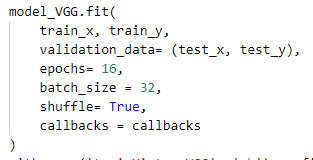 model_VGG.fit(
train_x, train_y,
validation_data= (test_x, test_y),
epochs= 16,
batch_size = 32,
shuffle= True,
callbacks = callbacks
)